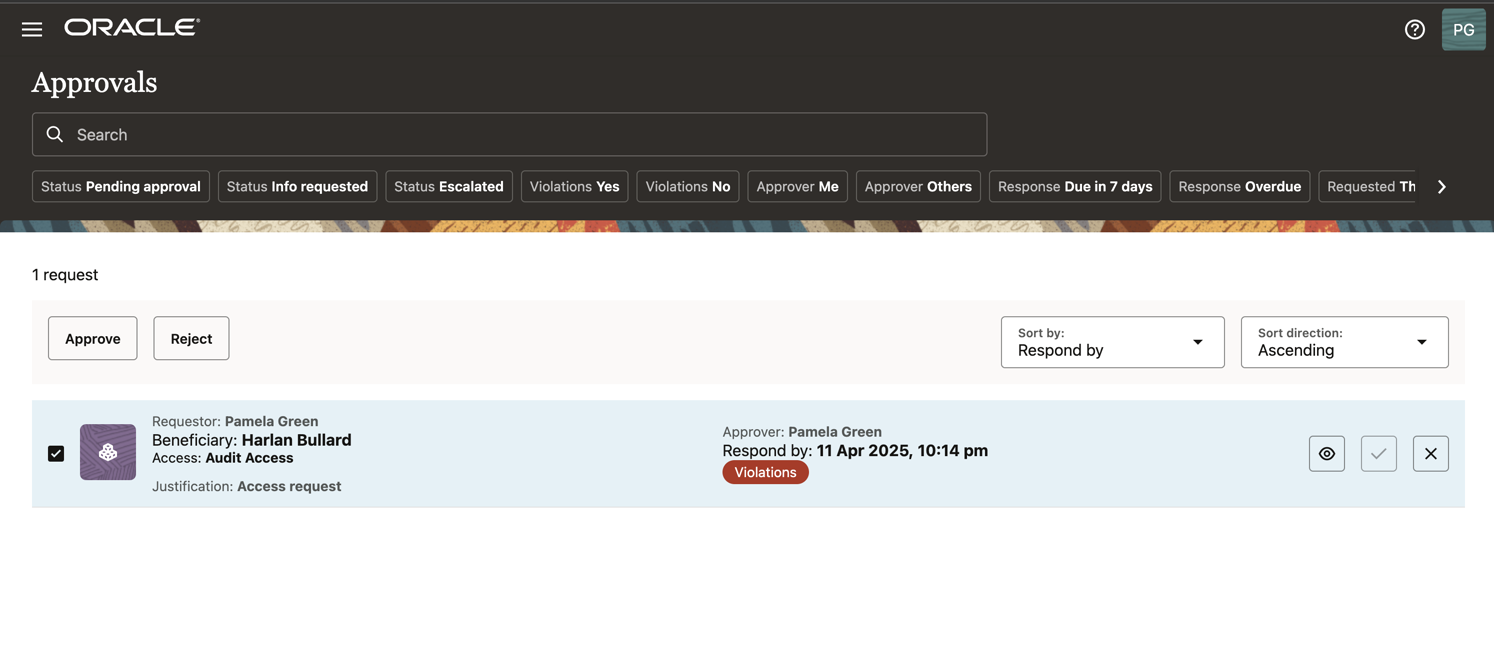 ORACLE
PG
Approvals
Search
Status Pending approval
Status Info requested
Status Escalated
Violations Yes
Violations No
Approver Me
Approver Others
Response Due in 7 days
Response Overdue
Requested Th
1 request
Approve
Reject
Sort by:
Respond by
Sort direction:
Ascending
Requestor: Pamela Green
Beneficiary: Harlan Bullard
Access: Audit Access
Justification: Access request
Approver: Pamela Green
Respond by: 11 Apr 2025, 10:14 pm
Violations